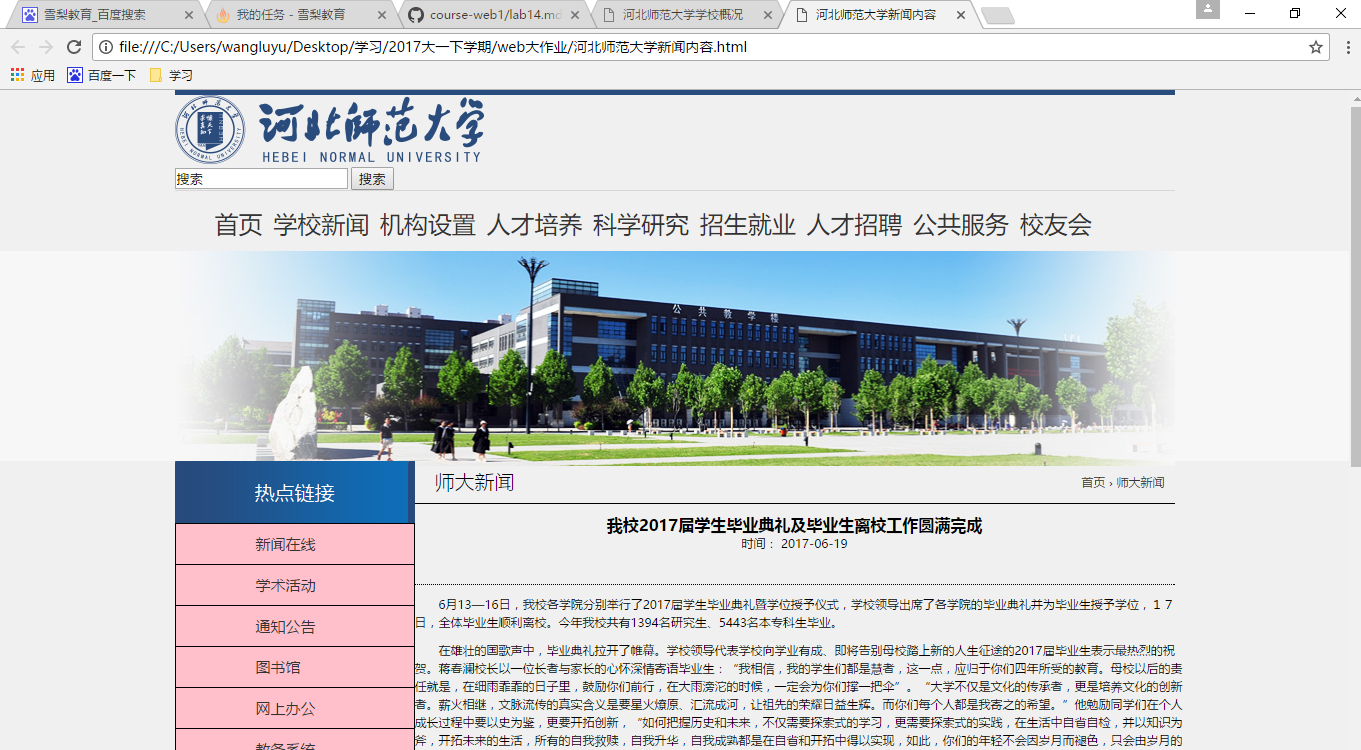 雪梨教育_百度搜索
我的任务 - 雪梨教育
course-web1/lab14.md
河北师范大学学校概况
河北师范大学新闻内容
file:///C:/Users/wangluyu/Desktop/学习/2017大一下学期/web大作业/河北师范大学新闻内容.html
应用 百度一下 学习
河北师范大学
HEBEI NORMAL UNIVERSITY
搜索 搜索
首页 学校新闻 机构设置 人才培养 科学研究 招生就业 人才招聘 公共服务 校友会
公共教学楼
热点链接
新闻在线
学术活动
通知公告
图书馆
网上办公
教务系统
师大新闻
首页 › 师大新闻
我校2017届学生毕业典礼及毕业生离校工作圆满完成
时间： 2017-06-19
6月13—16日，我校各学院分别举行了2017届学生毕业典礼暨学位授予仪式，学校领导出席了各学院的毕业典礼并为毕业生授予学位，１７
日，全体毕业生顺利离校。今年我校共有1394名研究生、5443名本专科生毕业。
在雄壮的国歌声中，毕业典礼拉开了帷幕。学校领导代表学校向学业有成、即将告别母校踏上新的人生征途的2017届毕业生表示最热烈的祝
贺。蒋春澜校长以一位长者与家长的心怀深情寄语毕业生：“我相信，我的学生们都是慧者，这一点，应归于你们四年所受的教育。母校以后的责
任就是，在细雨霏霏的日子里，鼓励你们前行，在大雨滂沱的时候，一定会为你们撑一把伞”。“大学不仅是文化的传承者，更是培养文化的创新
者。薪火相继，文脉流传的真实含义是要星火燎原、汇流成河，让祖先的荣耀日益生辉。而你们每个人都是我寄之的希望。”他勉励同学们在个人
成长过程中要以史为鉴，更要开拓创新，“如何把握历史和未来，不仅需要探索式的学习，更需要探索式的实践，在生活中自省自检，并以知识为
斧，开拓未来的生活，所有的自我救赎，自我升华，自我成熟都是在自省和开拓中得以实现，如此，你们的年轻不会因岁月而褪色，只会由岁月的